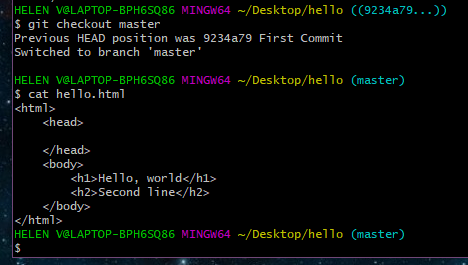 HELEN V@LAPTOP-BPH6SQ86 MINGW64 ~/Desktop/hello ((9234a79...))
$ git checkout master
Previous HEAD position was 9234a79 First Commit
Switched to branch 'master'

HELEN V@LAPTOP-BPH6SQ86 MINGW64 ~/Desktop/hello (master)
$ cat hello.html
<html>
    <head>

    </head>
    <body>
        <h1>Hello, world</h1>
        <h2>Second line</h2>
    </body>
</html>
HELEN V@LAPTOP-BPH6SQ86 MINGW64 ~/Desktop/hello (master)
$